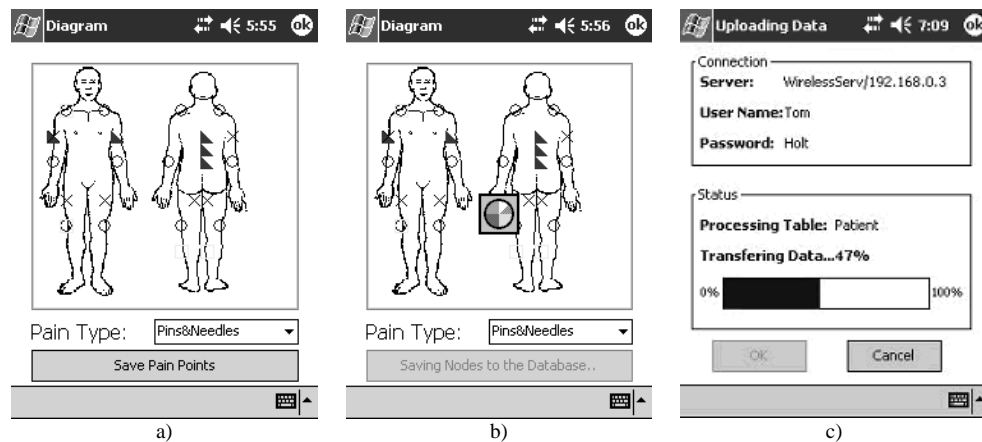 Diagram 5:55 ok
Pain Type: Pins&Needles
Save Pain Points
a)
Diagram 5:56 ok
Pain Type: Pins&Needles
Saving Nodes to the Database..
b)
Uploading Data 7:09 ok
Connection
Server: WirelessServ/192.168.0.3
User Name: Tom
Password: Holt
Status
Processing Table: Patient
Transfering Data...47%
0% 100%
OK Cancel
c)